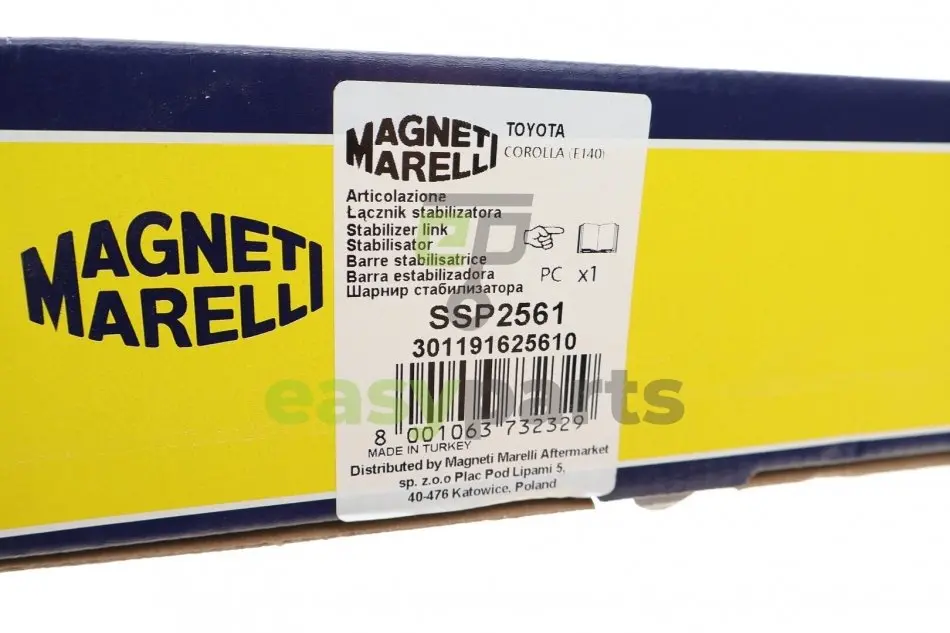 MAGNETI
MARELLI
MAGNETI
MARELLI
TOYOTA
COROLLA (E140)
Articolazione
Łącznik stabilizatora
Stabilizer link
Stabilisator
Barre stabilisatrice
Barra estabilizadora
Шарнир стабилизатора
PC x1
SSP2561
301191625610
easyparts
8 001063 732329
MADE IN TURKEY
Distributed by Magneti Marelli Aftermarket
sp. z.o.o Plac Pod Lipami 5,
40-476 Katowice, Poland